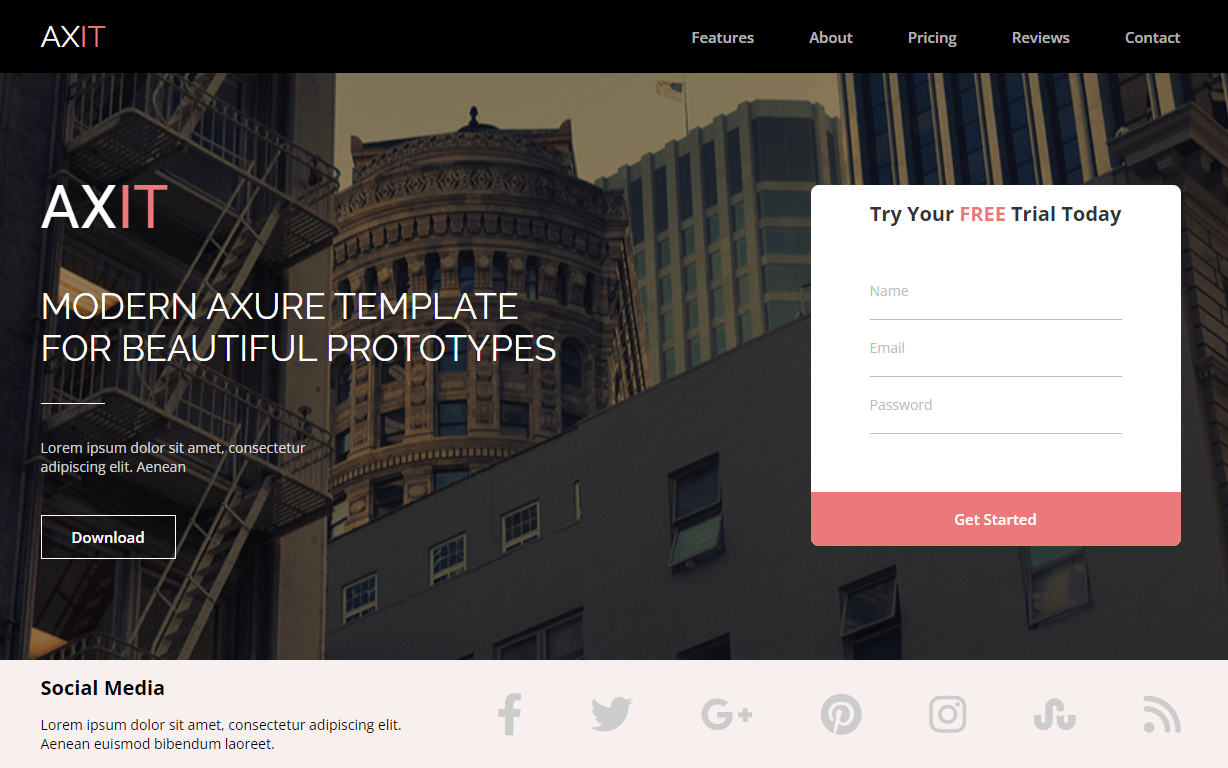 AXIT
Features About Pricing Reviews Contact
AXIT
MODERN AXURE TEMPLATE
FOR BEAUTIFUL PROTOTYPES
Lorem ipsum dolor sit amet, consectetur
adipiscing elit. Aenean
Download
Try Your FREE Trial Today
Name
Email
Password
Get Started
Social Media
Lorem ipsum dolor sit amet, consectetur adipiscing elit.
Aenean euismod bibendum laoreet.